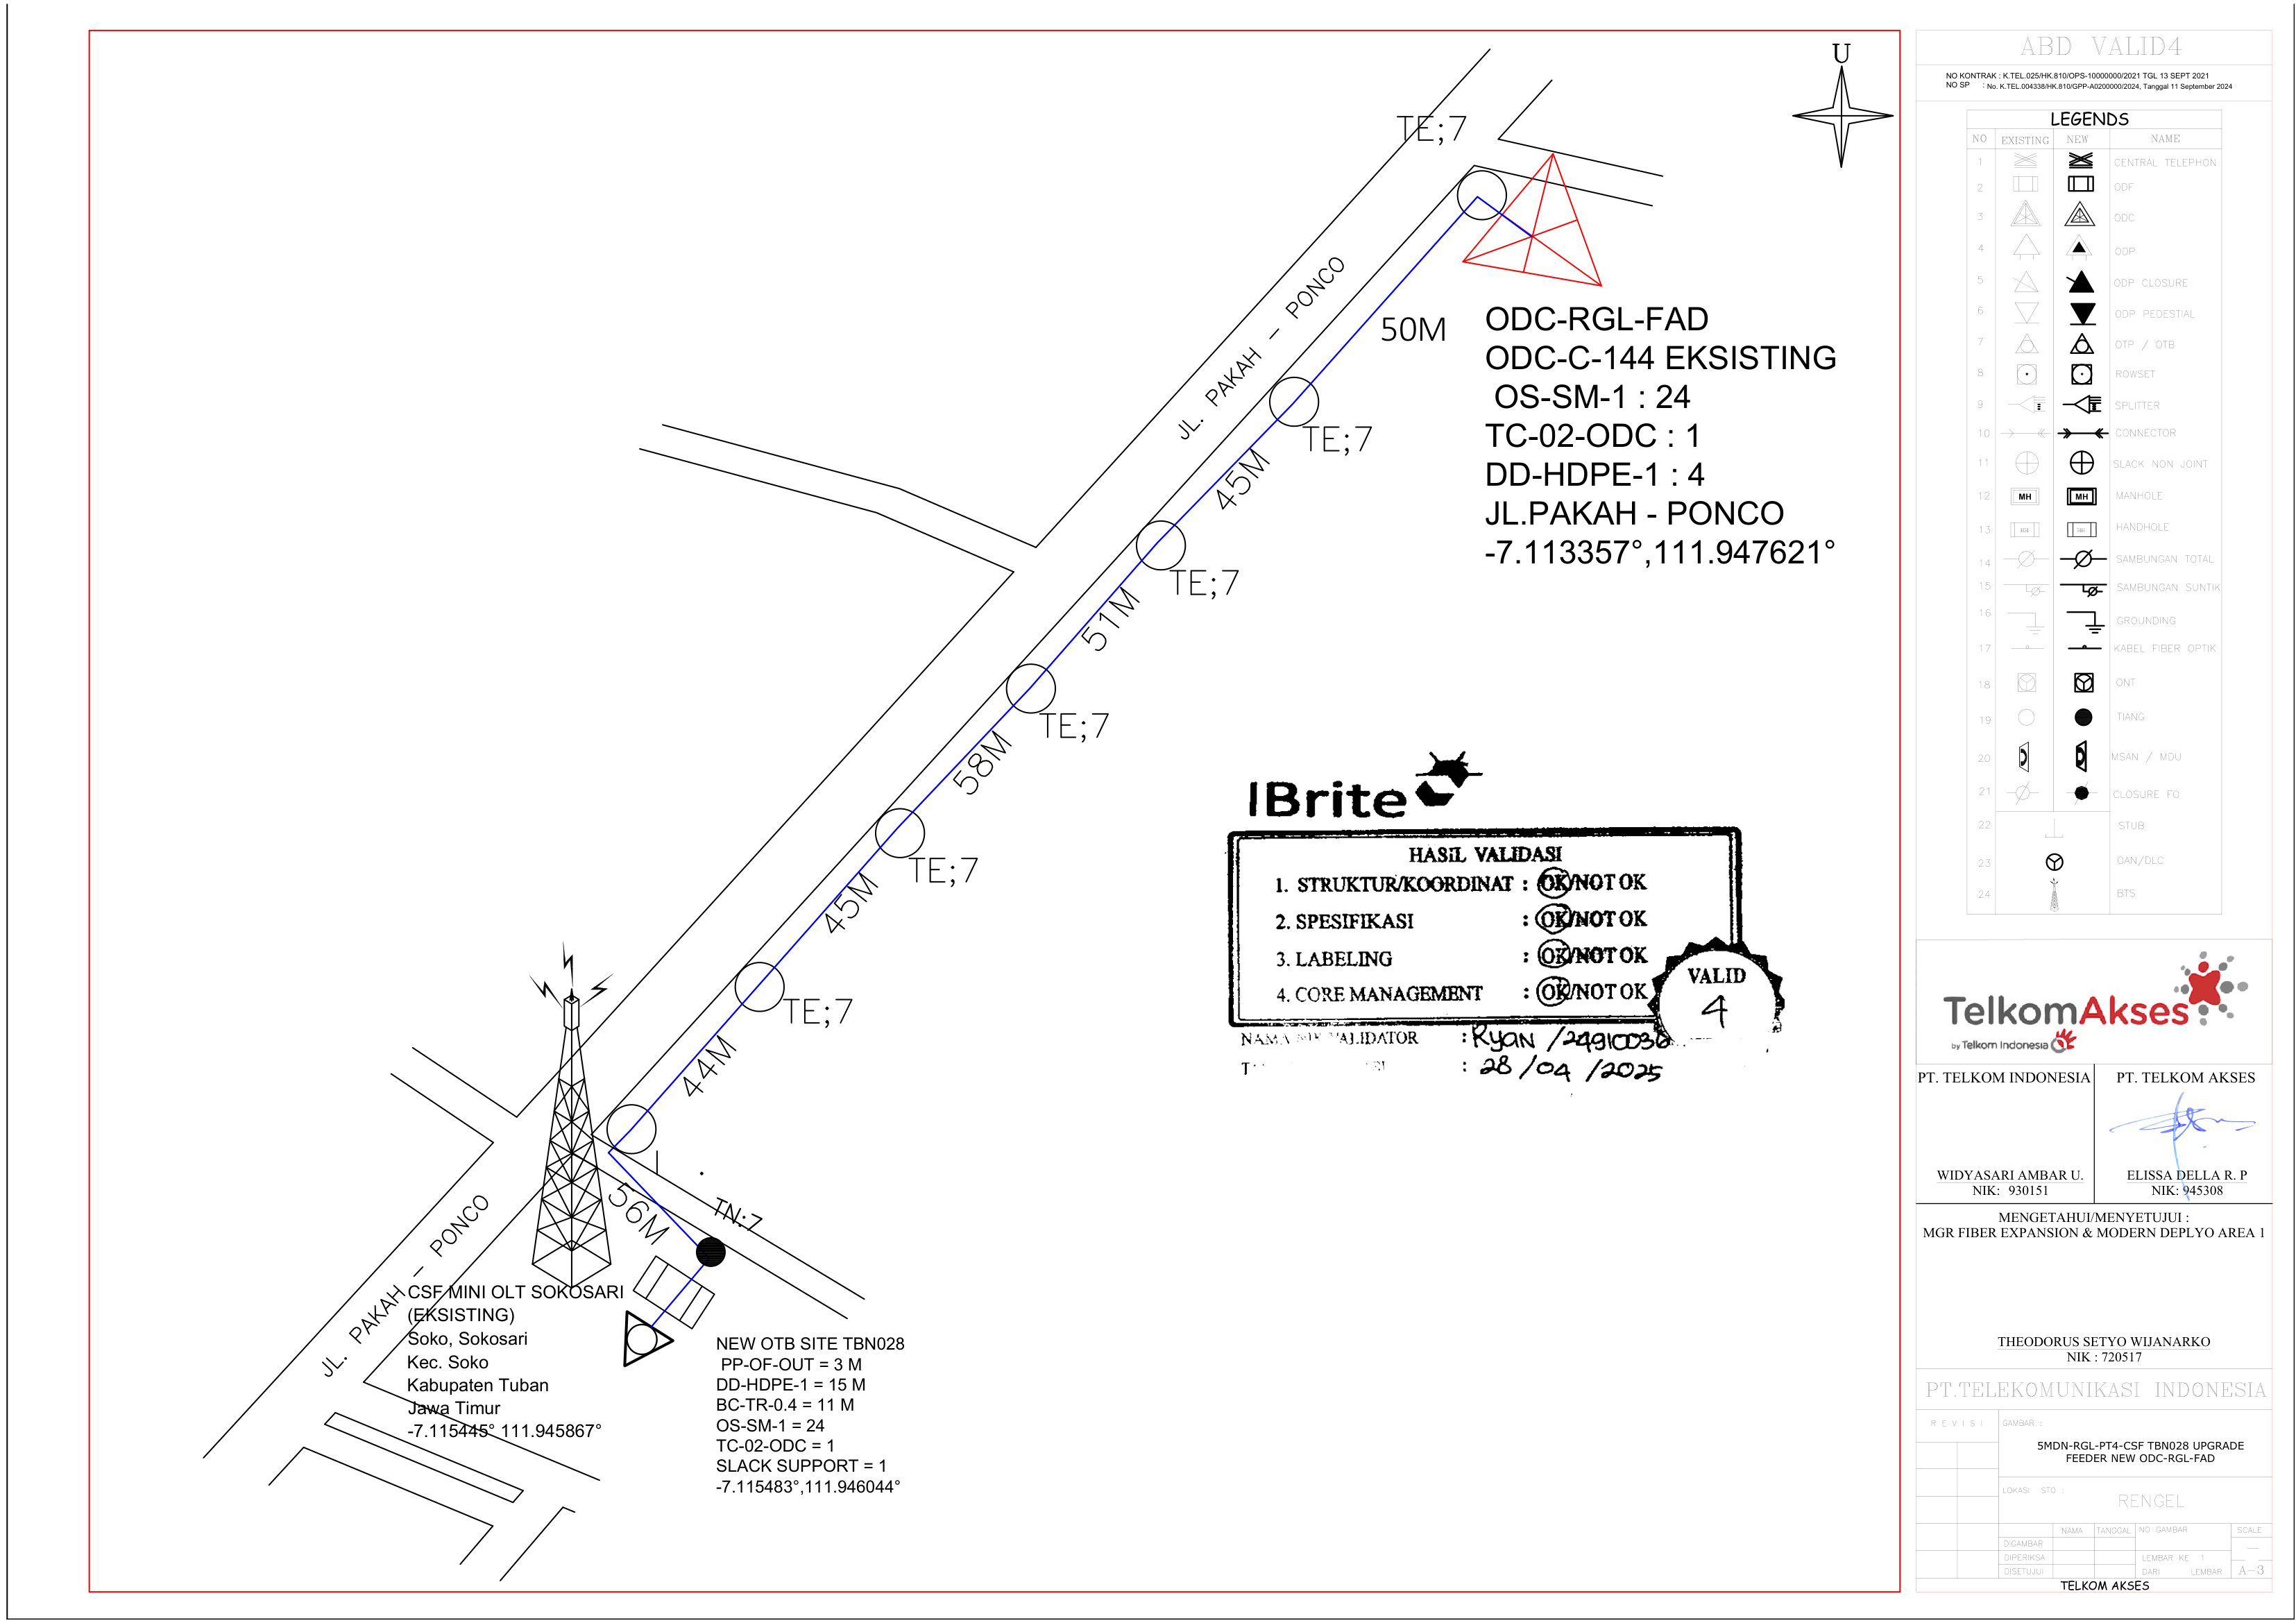 U
TE;7
JL. PAKAH - PONCO
50M
ODC-RGL-FAD
ODC-C-144 EKSISTING
OS-SM-1 : 24
TC-02-ODC : 1
DD-HDPE-1 : 4
JL.PAKAH - PONCO
-7.113357°,111.947621°
TE;7
45M
TE;7
51M
TE;7
58M
TE;7
45M
TE;7
44M
56M
TN:7
JL. PAKAH - PONCO
CSF MINI OLT SOKOSARI
(EKSISTING)
Soko, Sokosari
Kec. Soko
Kabupaten Tuban
Jawa Timur
-7.115445° 111.945867°
NEW OTB SITE TBN028
PP-OF-OUT = 3 M
DD-HDPE-1 = 15 M
BC-TR-0.4 = 11 M
OS-SM-1 = 24
TC-02-ODC = 1
SLACK SUPPORT = 1
-7.115483°,111.946044°
IBrite
HASIL VALIDASI
1. STRUKTUR/KOORDINAT : OK/NOT OK
2. SPESIFIKASI : OK/NOT OK
3. LABELING : OK/NOT OK
4. CORE MANAGEMENT : OK/NOT OK
VALID
4
NAMA VALIDATOR : Ryan /
: 28/04/2025
ABD VALID4
NO KONTRAK : K.TEL.025/HK.810/OPS-10000000/2021 TGL 13 SEPT 2021
NO SP : No. K.TEL.004338/HK.810/GPP-A0200000/2024, Tanggal 11 September 2024
LEGENDS
NO EXISTING NEW NAME
1 CENTRAL TELEPHON
2 ODF
3 ODC
4 ODP
5 ODP CLOSURE
6 ODP PEDESTIAL
7 OTP / OTB
8 ROWSET
9 SPLITTER
10 CONNECTOR
11 SLACK NON JOINT
12 MH MH MANHOLE
13 HH HH HANDHOLE
14 SAMBUNGAN TOTAL
15 SAMBUNGAN SUNTIK
16 GROUNDING
17 KABEL FIBER OPTIK
18 ONT
19 TIANG
20 MSAN / MDU
21 CLOSURE FO
22 STUB
23 OAN/DLC
24 BTS
TelkomAkses
by Telkom Indonesia
PT. TELKOM INDONESIA
PT. TELKOM AKSES
WIDYASARI AMBAR U.
NIK: 930151
ELISSA DELLA R. P
NIK: 945308
MENGETAHUI/MENYETUJUI :
MGR FIBER EXPANSION & MODERN DEPLYO AREA 1
THEODORUS SETYO WIJANARKO
NIK : 720517
PT.TELEKOMUNIKASI INDONESIA
REVISI
GAMBAR :
5MDN-RGL-PT4-CSF TBN028 UPGRADE
FEEDER NEW ODC-RGL-FAD
LOKASI STO :
RENGEL
NAMA TANGGAL NO GAMBAR SCALE
DIGAMBAR
DIPERIKSA LEMBAR KE 1
DISETUJUI DARI LEMBAR A-3
TELKOM AKSES